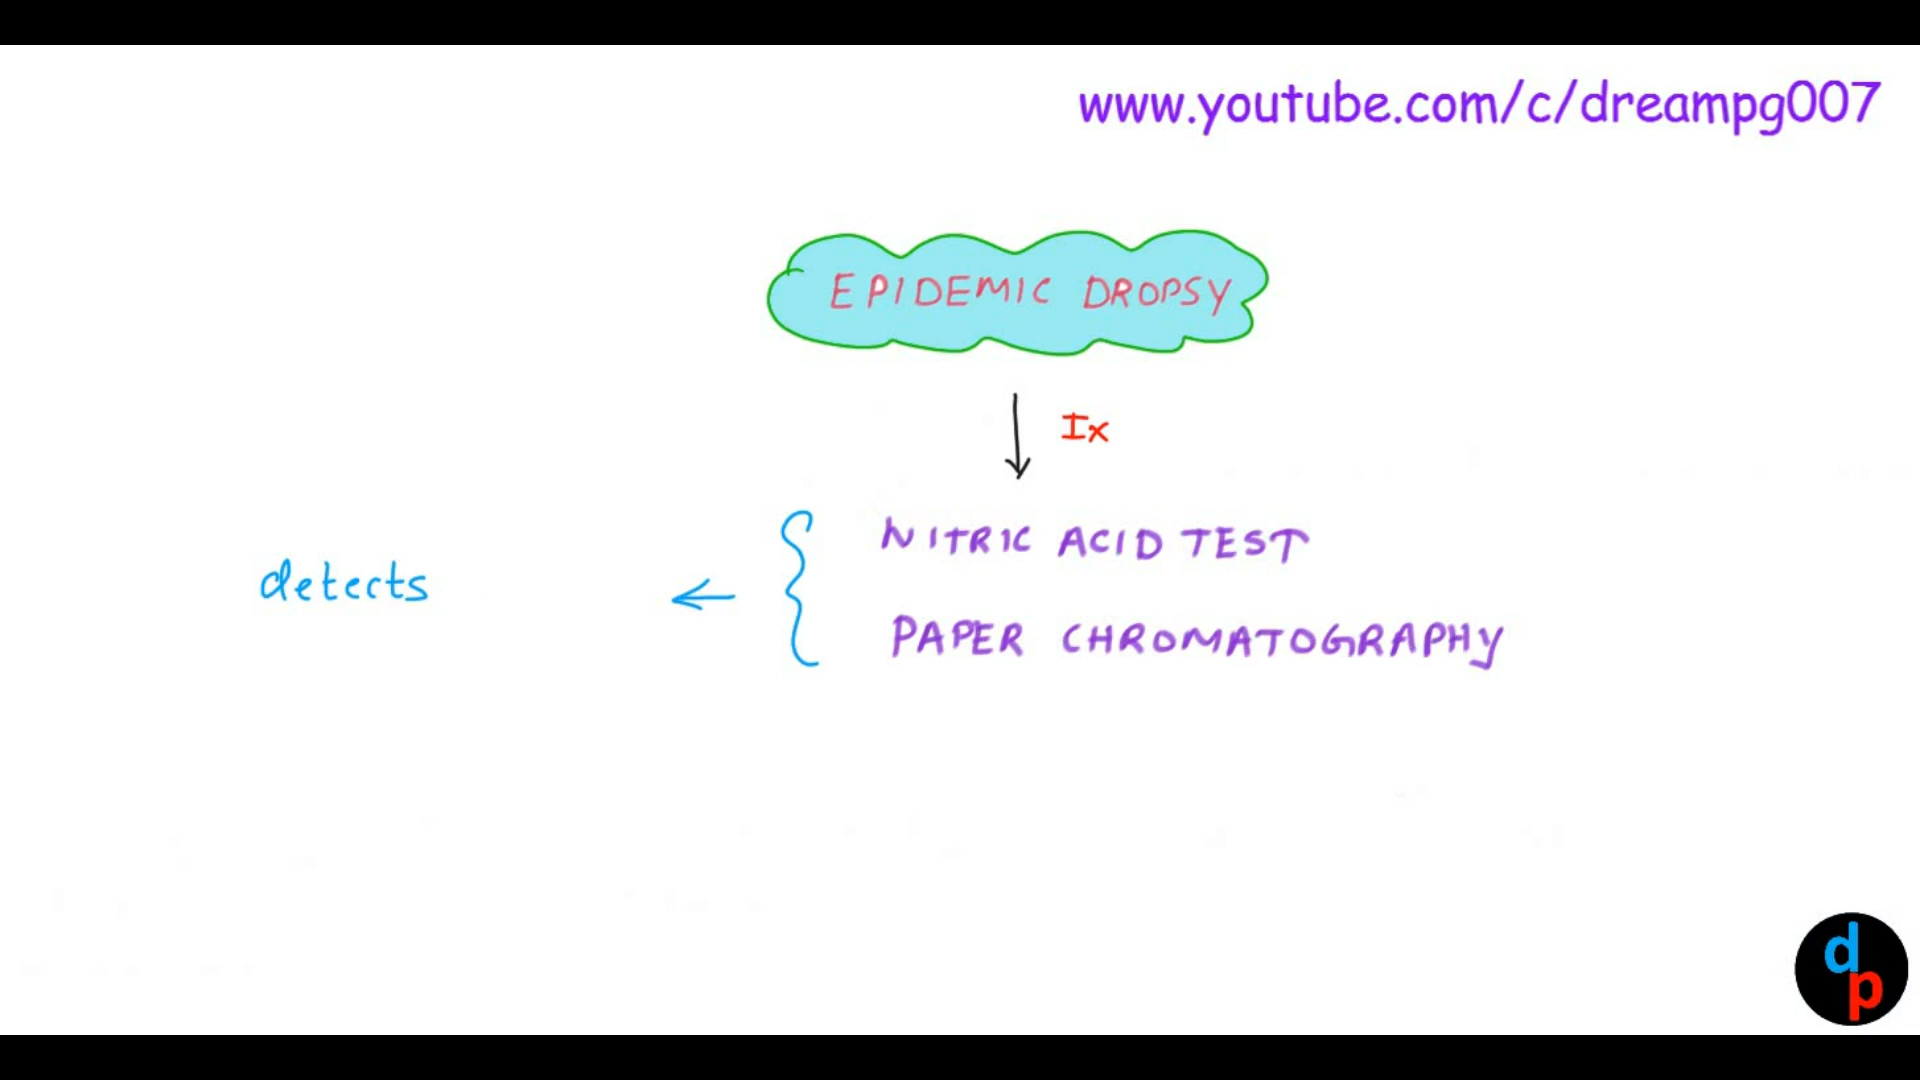 www.youtube.com/c/dreampg007
EPIDEMIC DROPSY
Ix
NITRIC ACID TEST
detects
PAPER CHROMATOGRAPHY
dp